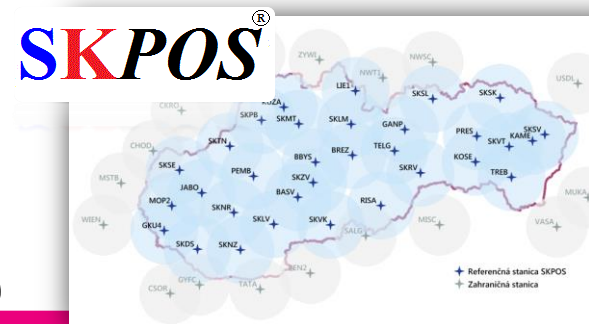 SKPOS®
ZYWI
NWSC
NWT1
USDL
LIE1
SKSL
SKSK
CKRO
SKPB
SKMT
SKLM
GANP
PRES
SKSV
KAME
SKTN
CHOD
BBYS
BREZ
TELG
SKVT
KOSE
SKSE
PEMB
SKZV
SKRV
TREB
MSTB
JABO
BASV
MUKA
MOP2
SKNR
RISA
WIEN
GKU4
SKLV
SKVK
MISC
VASA
SALG
SKDS
SKNZ
GYFC
TATA
CSOR
Referenčná stanica SKPOS
Zahraničná stanica